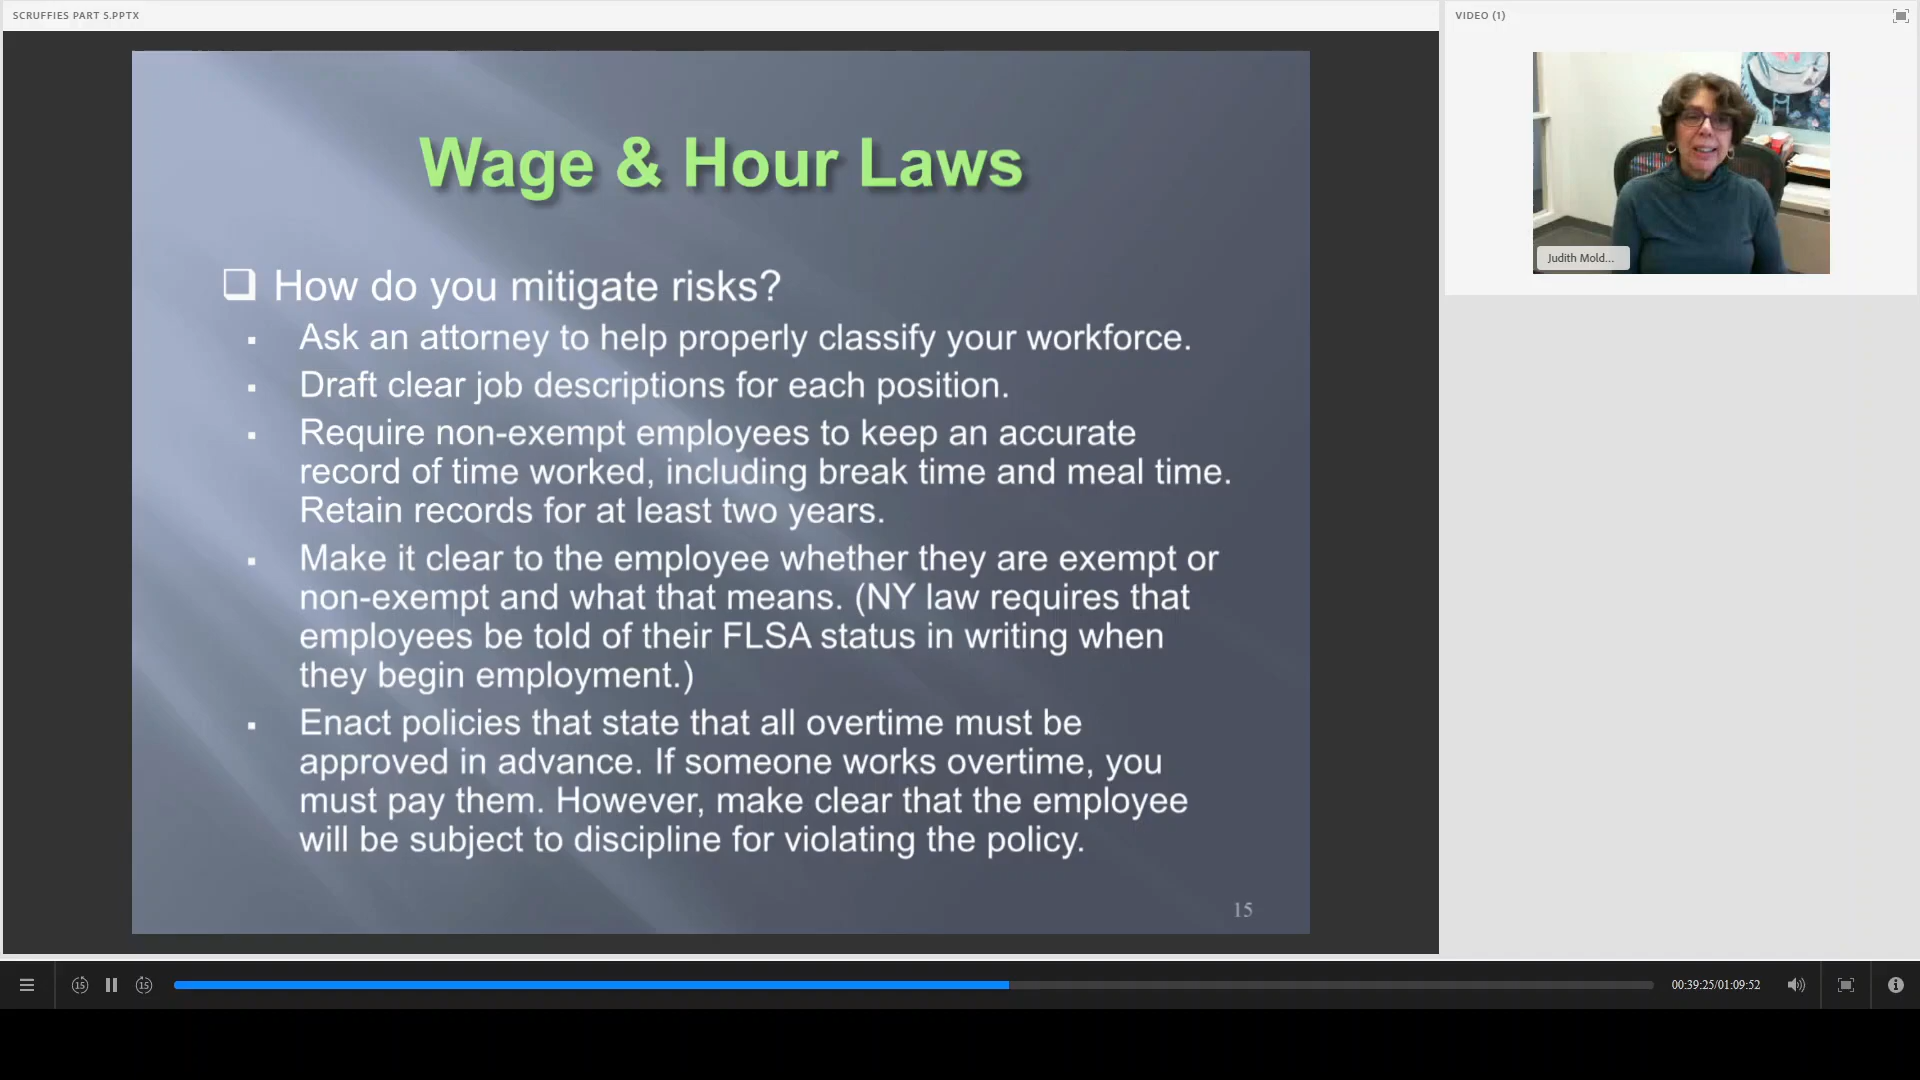 SCRUFFIES PART 5.PPTX
VIDEO (1)
Wage & Hour Laws
How do you mitigate risks?
Ask an attorney to help properly classify your workforce.
Draft clear job descriptions for each position.
Require non-exempt employees to keep an accurate
record of time worked, including break time and meal time.
Retain records for at least two years.
Make it clear to the employee whether they are exempt or
non-exempt and what that means. (NY law requires that
employees be told of their FLSA status in writing when
they begin employment.)
Enact policies that state that all overtime must be
approved in advance. If someone works overtime, you
must pay them. However, make clear that the employee
will be subject to discipline for violating the policy.
15
Judith Mold...
15
15
00:39:25/01:09:52